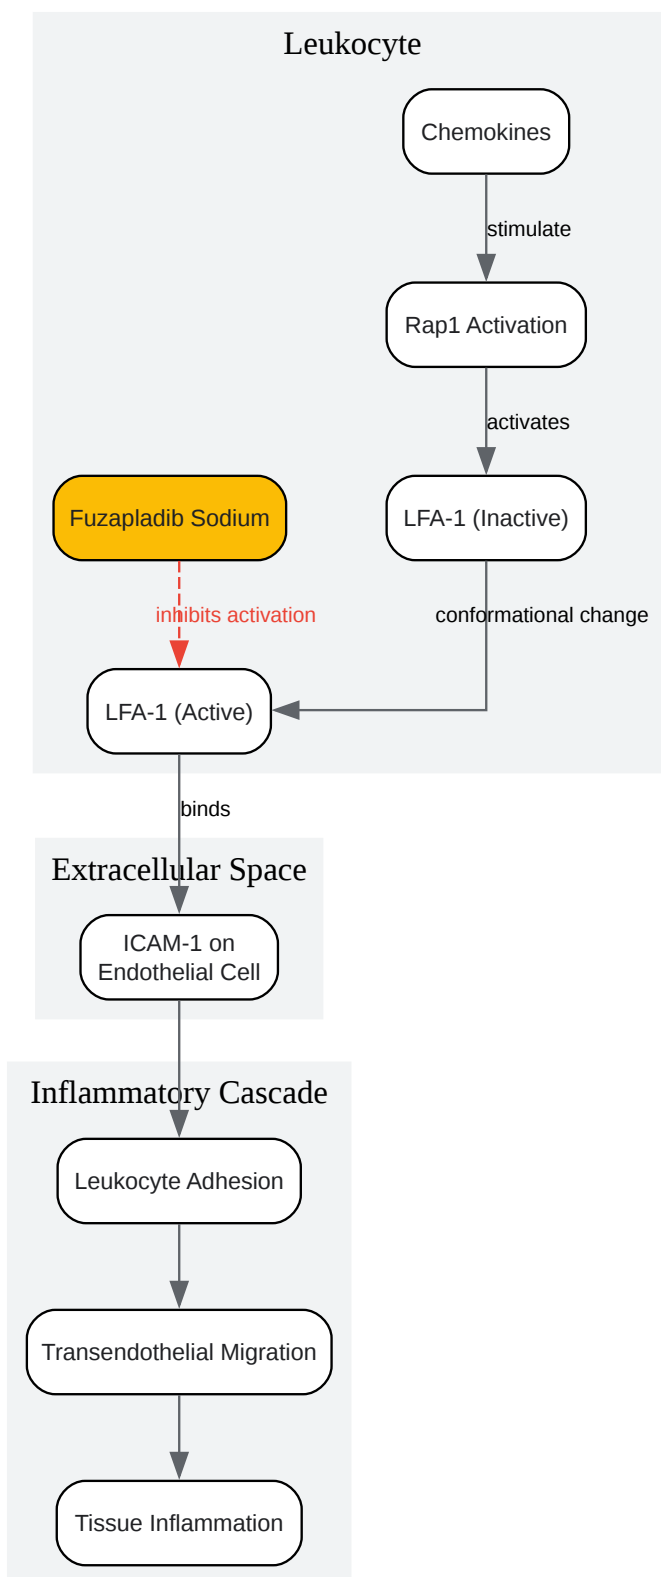 Leukocyte
Chemokines
stimulate
Rap1 Activation
activates
Fuzapladib Sodium
LFA-1 (Inactive)
inhibits activation
conformational change
LFA-1 (Active)
binds
Extracellular Space
ICAM-1 on
Endothelial Cell
Inflammatory Cascade
Leukocyte Adhesion
Transendothelial Migration
Tissue Inflammation